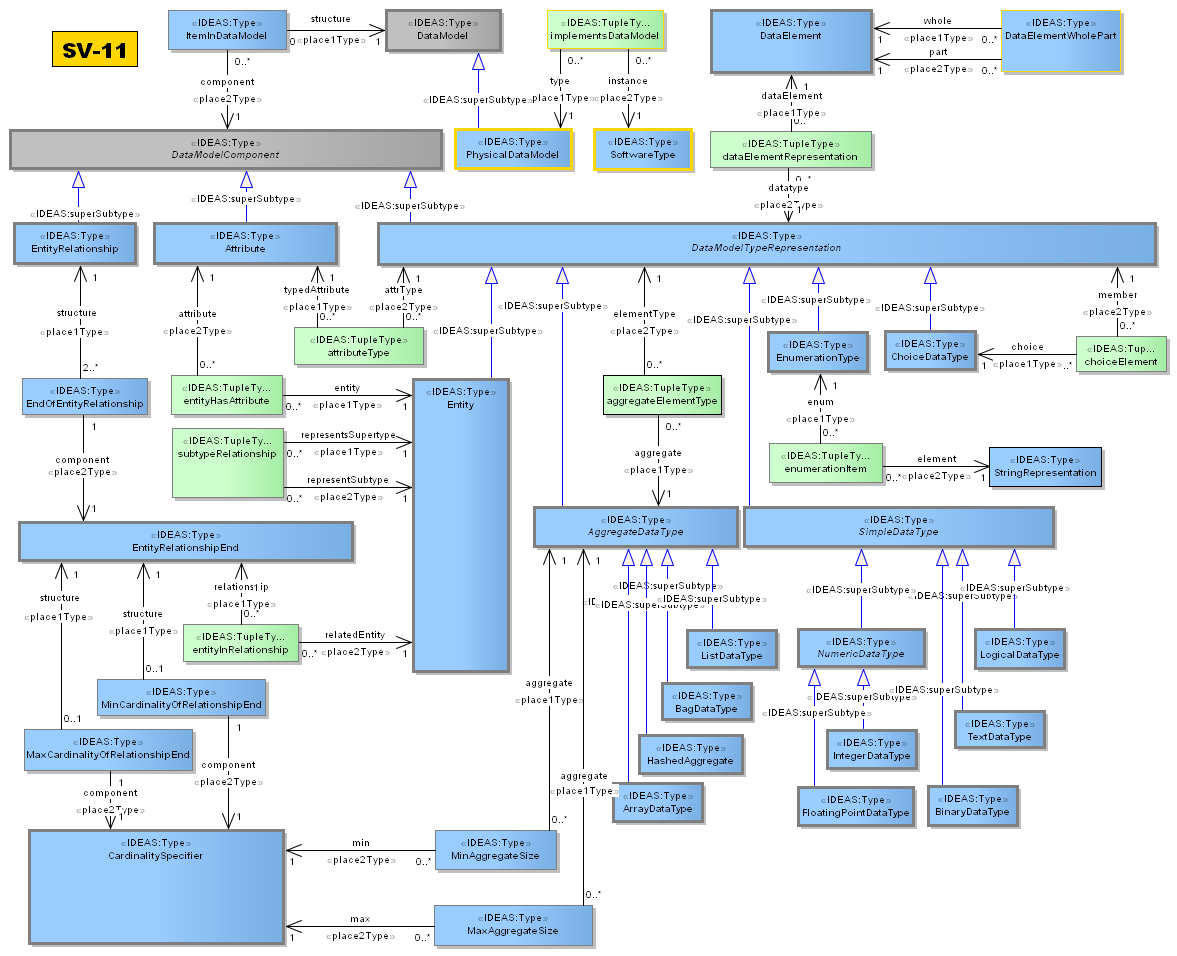 SV-11
«IDEAS:Type»
ItemInDataModel
structure
«place1Type»
0..*
1
«IDEAS:Type»
DataModel
«IDEAS:TupleTy...
implementsDataModel
«IDEAS:Type»
DataElement
whole
«place1Type»
1
0..*
part
«place2Type»
1
0..*
«IDEAS:Type»
DataElementWholePart
0..*
component
«place2Type»
1
«IDEAS:superSubtype»
0..*
type
«place1Type»
1
0..*
instance
«place2Type»
1
1
dataElement
«place1Type»
0..*
«IDEAS:Type»
DataModelComponent
«IDEAS:Type»
PhysicalDataModel
«IDEAS:Type»
SoftwareType
«IDEAS:TupleType»
dataElementRepresentation
0..*
datatype
«place2Type»
1
«IDEAS:superSubtype»
«IDEAS:superSubtype»
«IDEAS:superSubtype»
«IDEAS:Type»
EntityRelationship
«IDEAS:Type»
Attribute
«IDEAS:Type»
DataModelTypeRepresentation
1
structure
«place1Type»
2..*
1
attribute
«place2Type»
0..*
1
typedAttribute
«place1Type»
0..*
1
attrType
«place2Type»
0..*
«IDEAS:superSubtype»
«IDEAS:superSubtype»
1
elementType
«place2Type»
0..*
«IDEAS:superSubtype»
«IDEAS:superSubtype»
«IDEAS:superSubtype»
1
member
«place2Type»
0..*
«IDEAS:TupleType»
attributeType
«IDEAS:Type»
EnumerationType
«IDEAS:Type»
ChoiceDataType
choice
«place1Type»
1
0..*
«IDEAS:Tup...
choiceElement
«IDEAS:Type»
EndOfEntityRelationship
«IDEAS:TupleTy...
entityHasAttribute
entity
«place1Type»
0..*
1
«IDEAS:Type»
Entity
«IDEAS:TupleType»
aggregateElementType
1
enum
«place1Type»
0..*
1
component
«place2Type»
1
«IDEAS:TupleTy...
subtypeRelationship
representsSupertype
«place1Type»
0..*
1
representSubtype
«place2Type»
0..*
1
0..*
aggregate
«place1Type»
1
«IDEAS:TupleTy...
enumerationItem
element
«place2Type»
0..*
1
«IDEAS:Type»
StringRepresentation
«IDEAS:Type»
EntityRelationshipEnd
«IDEAS:Type»
AggregateDataType
«IDEAS:Type»
SimpleDataType
1
structure
«place1Type»
0..1
1
structure
«place1Type»
0..1
«place1Type»
0..*
1
1
«IDEAS:superSubtype»
«IDEAS:superSubtype»
«IDEAS:superSubtype»
«IDEAS:superSubtype»
«IDEAS:superSubtype»
«IDEAS:superSubtype»
«IDEAS:TupleTy...
entityInRelationship
relatedEntity
«place2Type»
0..*
1
«IDEAS:Type»
ListDataType
«IDEAS:Type»
NumericDataType
«IDEAS:Type»
LogicalDataType
«IDEAS:Type»
MinCardinalityOfRelationshipEnd
aggregate
«place1Type»
0..*
«IDEAS:Type»
BagDataType
«IDEAS:superSubtype»
«IDEAS:superSubtype»
«IDEAS:superSubtype»
«IDEAS:Type»
TextDataType
«IDEAS:Type»
MaxCardinalityOfRelationshipEnd
«IDEAS:Type»
HashedAggregate
«IDEAS:Type»
IntegerDataType
1
component
«place2Type»
1
1
component
«place2Type»
1
aggregate
«place1Type»
0..*
«IDEAS:Type»
ArrayDataType
«IDEAS:Type»
FloatingPointDataType
«IDEAS:Type»
BinaryDataType
«IDEAS:Type»
CardinalitySpecifier
min
«place2Type»
1
0..*
«IDEAS:Type»
MinAggregateSize
max
«place2Type»
1
0..*
«IDEAS:Type»
MaxAggregateSize